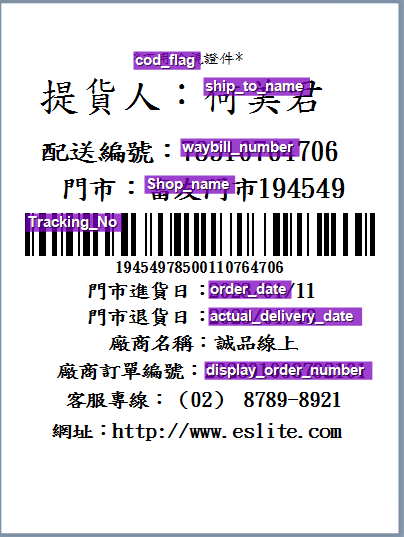 cod_flag 證件*
提貨人： ship_to_name 君
配送編號： waybill_number 706
門市： Shop_name 市194549
Tracking_No
19454978500110764706
門市進貨日： order_date /11
門市退貨日： actual_delivery_date
廠商名稱：誠品線上
廠商訂單編號： display_order_number
客服專線： (02) 8789-8921
網址：http://www.eslite.com